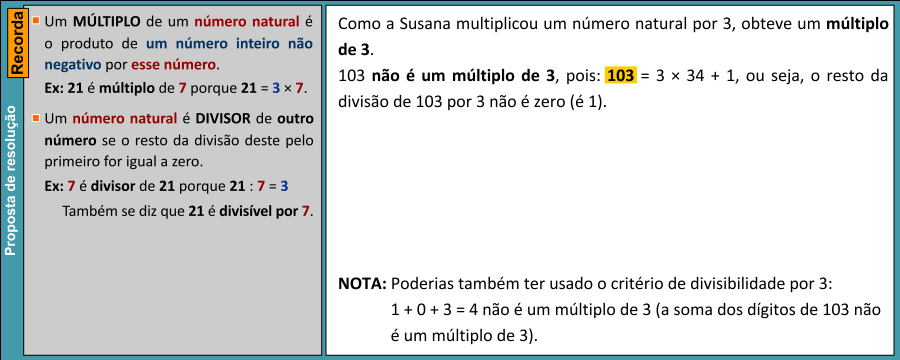 Recorda
Proposta de resolução
Um MÚLTIPLO de um número natural é
o produto de um número inteiro não
negativo por esse número.
Ex: 21 é múltiplo de 7 porque 21 = 3 × 7.
Um número natural é DIVISOR de outro
número se o resto da divisão deste pelo
primeiro for igual a zero.
Ex: 7 é divisor de 21 porque 21 : 7 = 3
Também se diz que 21 é divisível por 7.
Como a Susana multiplicou um número natural por 3, obteve um múltiplo
de 3.
103 não é um múltiplo de 3, pois: 103 = 3 × 34 + 1, ou seja, o resto da
divisão de 103 por 3 não é zero (é 1).
NOTA: Poderias também ter usado o critério de divisibilidade por 3:
1 + 0 + 3 = 4 não é um múltiplo de 3 (a soma dos dígitos de 103 não
é um múltiplo de 3).